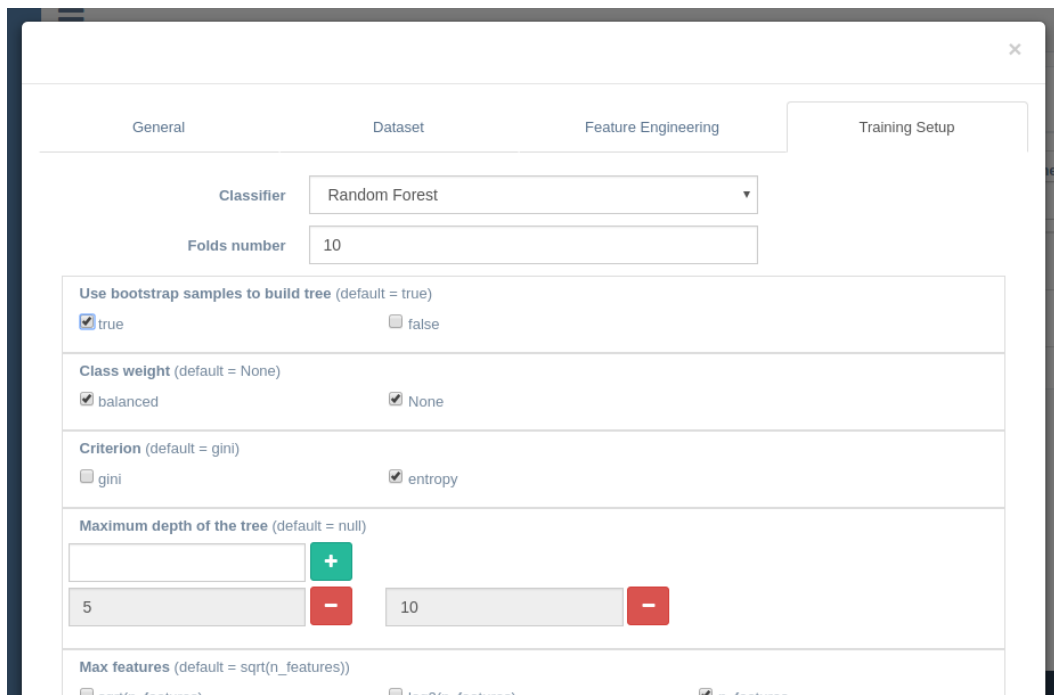 ×
General Dataset Feature Engineering Training Setup
Classifier Random Forest
Folds number 10
Use bootstrap samples to build tree (default = true)
true false
Class weight (default = None)
balanced None
Criterion (default = gini)
gini entropy
Maximum depth of the tree (default = null)
+
5 − 10 −
Max features (default = sqrt(n_features))